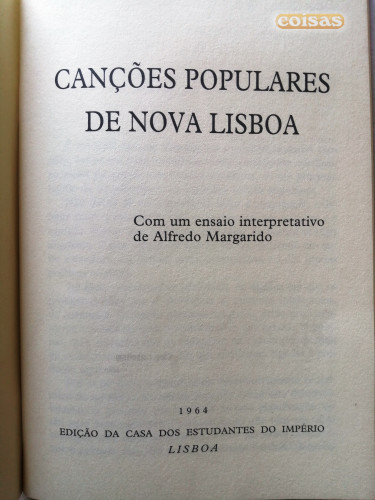 coisas
CANÇÕES POPULARES
DE NOVA LISBOA
Com um ensaio interpretativo
de Alfredo Margarido
1964
EDIÇÃO DA CASA DOS ESTUDANTES DO IMPÉRIO
LISBOA